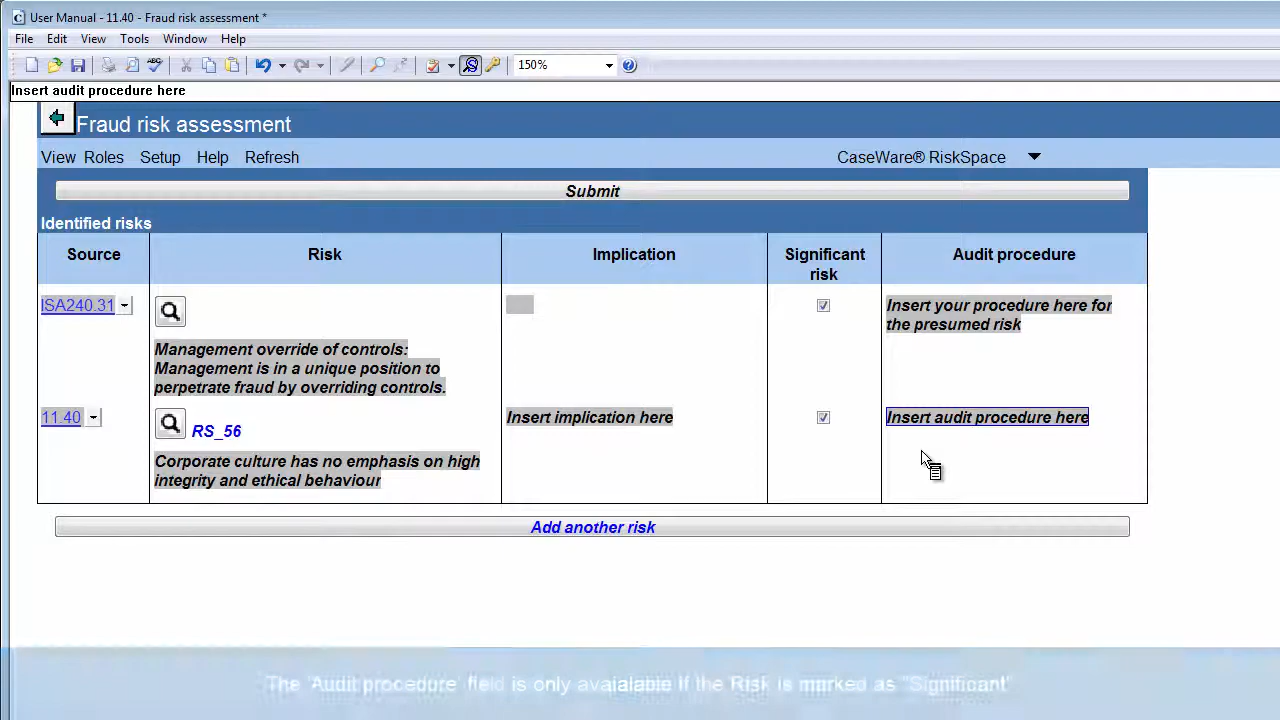 User Manual - 11.40 - Fraud risk assessment *
File Edit View Tools Window Help
150%
Insert audit procedure here
Fraud risk assessment
View Roles Setup Help Refresh CaseWare® RiskSpace
Submit
Identified risks
Source Risk Implication Significant risk Audit procedure
ISA240.31
Insert your procedure here for
the presumed risk
Management override of controls:
Management is in a unique position to
perpetrate fraud by overriding controls.
11.40 RS_56 Insert implication here Insert audit procedure here
Corporate culture has no emphasis on high
integrity and ethical behaviour
Add another risk
The 'Audit procedure' field is only avaialable If the Risk is marked as "Significant"